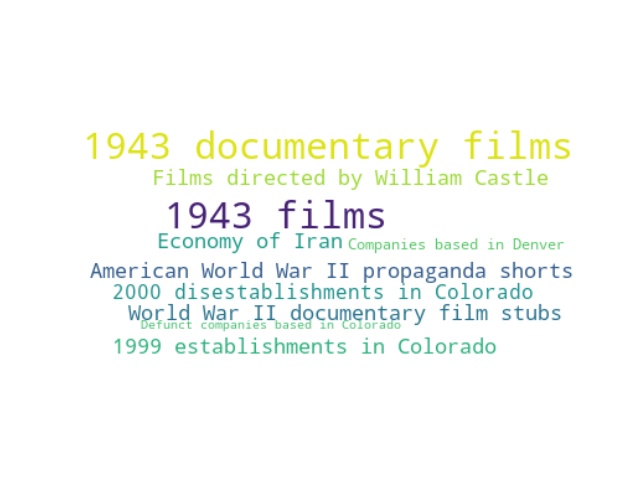 1943 documentary films
Films directed by William Castle
1943 films
Economy of Iran
Companies based in Denver
American World War II propaganda shorts
2000 disestablishments in Colorado
World War II documentary film stubs
Defunct companies based in Colorado
1999 establishments in Colorado